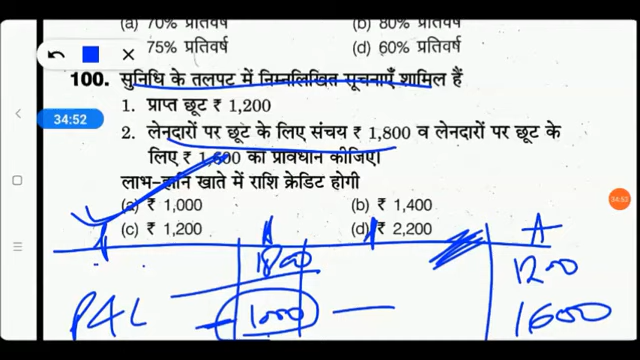 (a) 70% प्रतिवर्ष (b) 80% प्रतिवर्ष
75% प्रतिवर्ष (d) 60% प्रतिवर्ष
100. सुनिधि के तलपट में निम्नलिखित सूचनाएँ शामिल हैं
1. प्राप्त छूट ₹ 1,200
34:52
2. लेनदारों पर छूट के लिए संचय ₹ 1,800 व लेनदारों पर छूट के
लिए ₹ 1,600 का प्रावधान कीजिए।
34:53
लाभ-हानि खाते में राशि क्रेडिट होगी
(a) ₹ 1,000 (b) ₹ 1,400
(c) ₹ 1,200 (d) ₹ 2,200
1800 1200
P&L 1000 1600